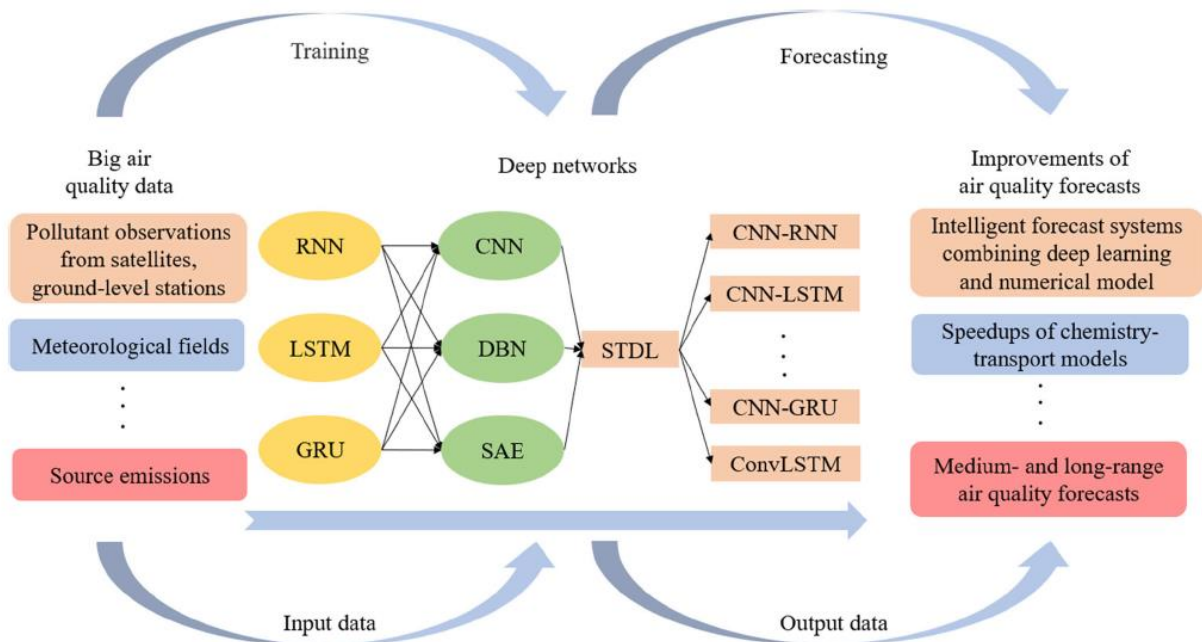 Training
Forecasting
Big air
quality data
Deep networks
Improvements of
air quality forecasts
Pollutant observations
from satellites,
ground-level stations
Meteorological fields
Source emissions
RNN
LSTM
GRU
CNN
DBN
SAE
STDL
CNN-RNN
CNN-LSTM
CNN-GRU
ConvLSTM
Intelligent forecast systems
combining deep learning
and numerical model
Speedups of chemistry-
transport models
Medium- and long-range
air quality forecasts
Input data
Output data